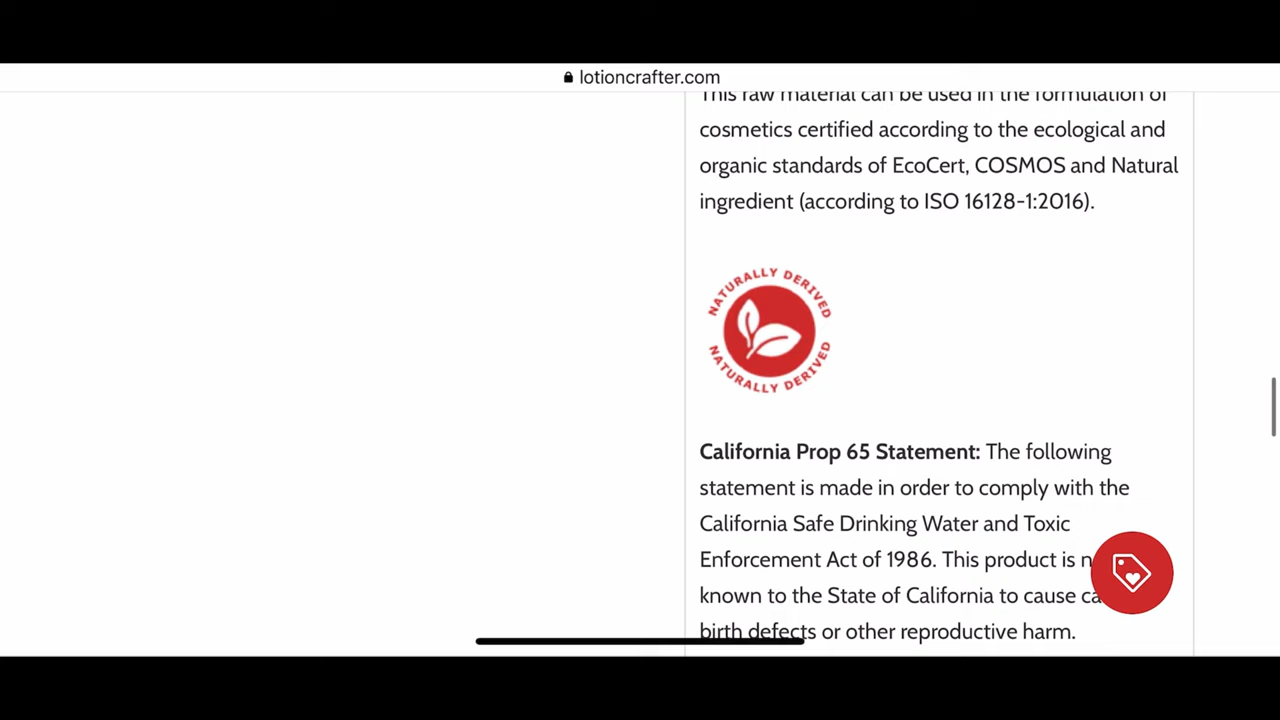 lotioncrafter.com
This raw material can be used in the formulation of
cosmetics certified according to the ecological and
organic standards of EcoCert, COSMOS and Natural
ingredient (according to ISO 16128-1:2016).
NATURALLY DERIVED
NATURALLY DERIVED
California Prop 65 Statement: The following
statement is made in order to comply with the
California Safe Drinking Water and Toxic
Enforcement Act of 1986. This product is
known to the State of California to cause
birth defects or other reproductive harm.